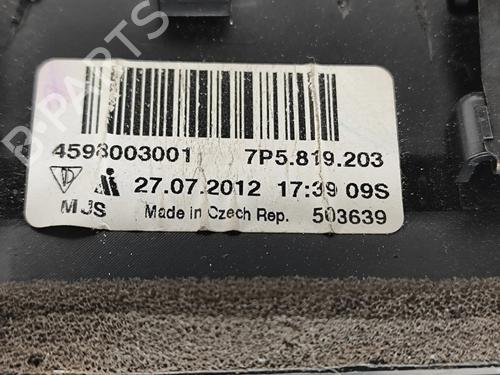 4598003001 7P5.819.203
27.07.2012 17:39 09S
MJS Made in Czech Rep. 503639
B-PARTS